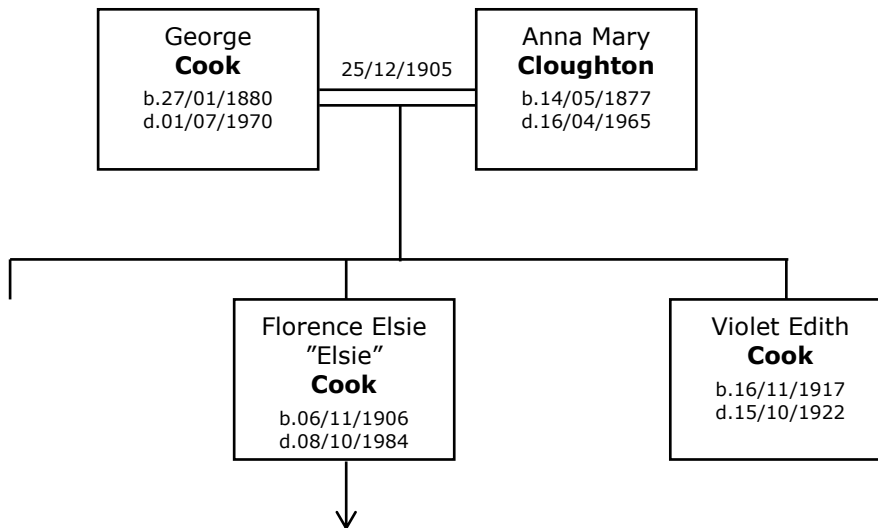 George
Cook
b.27/01/1880
d.01/07/1970
25/12/1905
Anna Mary
Cloughton
b.14/05/1877
d.16/04/1965
Florence Elsie
"Elsie"
Cook
b.06/11/1906
d.08/10/1984
Violet Edith
Cook
b.16/11/1917
d.15/10/1922